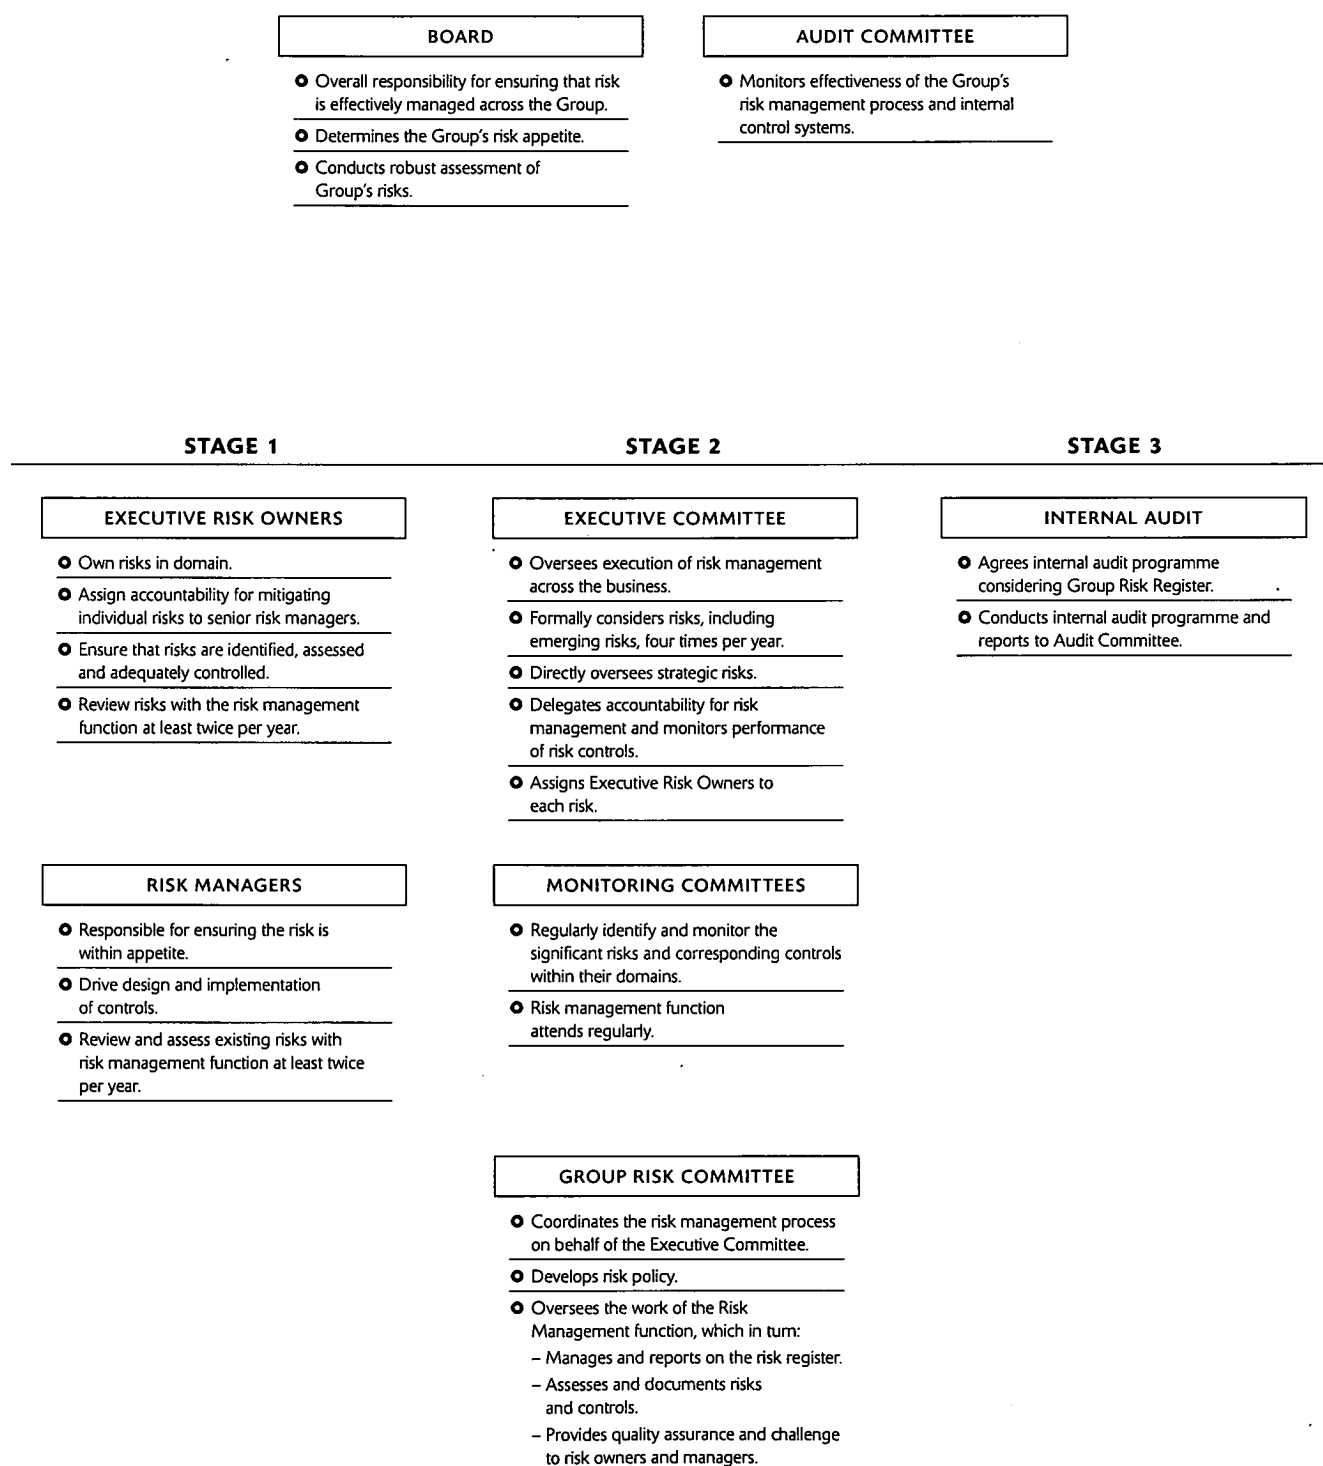 BOARD
● Overall responsibility for ensuring that risk
is effectively managed across the Group.
● Determines the Group's risk appetite.
● Conducts robust assessment of
Group's risks.
AUDIT COMMITTEE
● Monitors effectiveness of the Group's
risk management process and internal
control systems.
STAGE 1
EXECUTIVE RISK OWNERS
● Own risks in domain.
● Assign accountability for mitigating
individual risks to senior risk managers.
● Ensure that risks are identified, assessed
and adequately controlled.
● Review risks with the risk management
function at least twice per year.
RISK MANAGERS
● Responsible for ensuring the risk is
within appetite.
● Drive design and implementation
of controls.
● Review and assess existing risks with
risk management function at least twice
per year.
STAGE 2
EXECUTIVE COMMITTEE
● Oversees execution of risk management
across the business.
● Formally considers risks, including
emerging risks, four times per year.
● Directly oversees strategic risks.
● Delegates accountability for risk
management and monitors performance
of risk controls.
● Assigns Executive Risk Owners to
each risk.
MONITORING COMMITTEES
● Regularly identify and monitor the
significant risks and corresponding controls
within their domains.
● Risk management function
attends regularly.
GROUP RISK COMMITTEE
● Coordinates the risk management process
on behalf of the Executive Committee.
● Develops risk policy.
● Oversees the work of the Risk
Management function, which in turn:
– Manages and reports on the risk register.
– Assesses and documents risks
and controls.
– Provides quality assurance and challenge
to risk owners and managers.
STAGE 3
INTERNAL AUDIT
● Agrees internal audit programme
considering Group Risk Register.
● Conducts internal audit programme and
reports to Audit Committee.